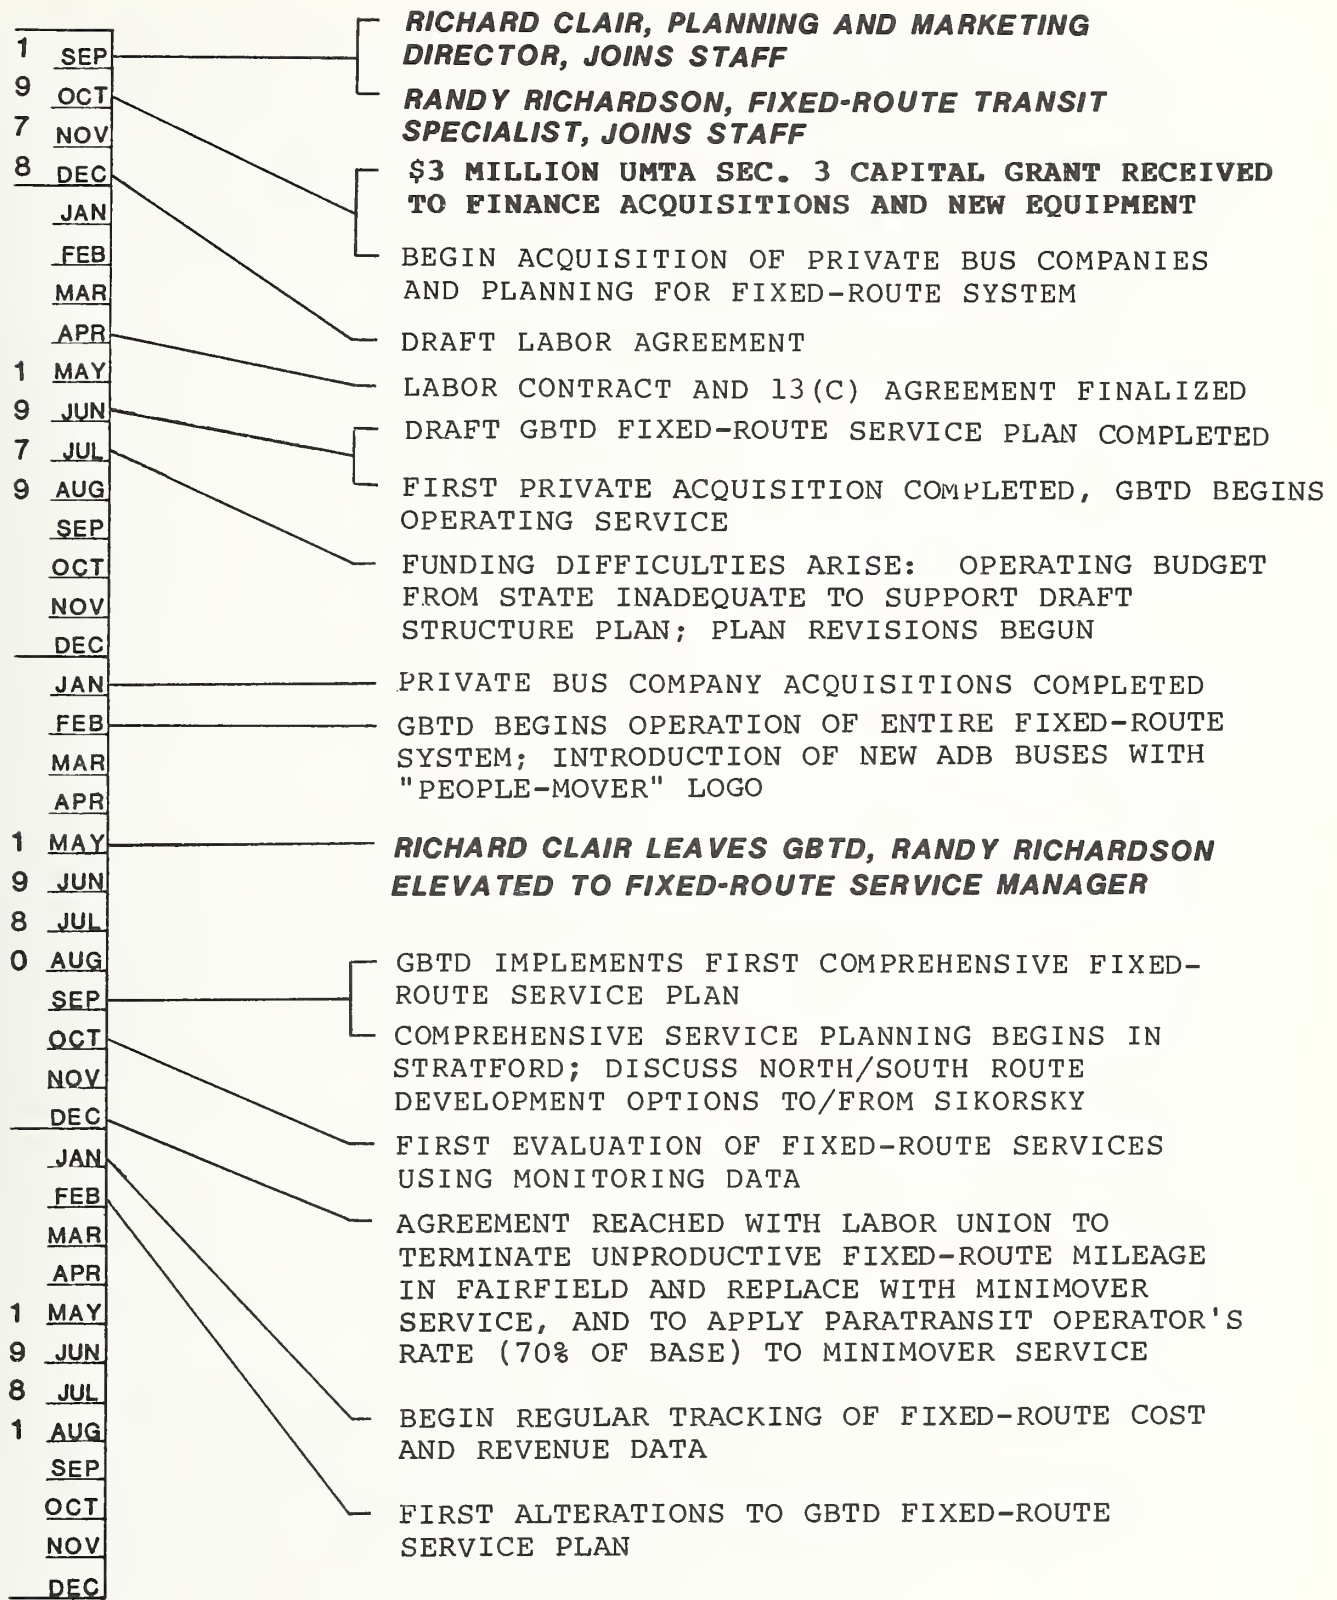 RICHARD CLAIR, PLANNING AND MARKETING
DIRECTOR, JOINS STAFF
RANDY RICHARDSON, FIXED-ROUTE TRANSIT
SPECIALIST, JOINS STAFF
$3 MILLION UMTA SEC. 3 CAPITAL GRANT RECEIVED
TO FINANCE ACQUISITIONS AND NEW EQUIPMENT
BEGIN ACQUISITION OF PRIVATE BUS COMPANIES
AND PLANNING FOR FIXED-ROUTE SYSTEM
DRAFT LABOR AGREEMENT
LABOR CONTRACT AND 13(C) AGREEMENT FINALIZED
DRAFT GBTD FIXED-ROUTE SERVICE PLAN COMPLETED
FIRST PRIVATE ACQUISITION COMPLETED, GBTD BEGINS
OPERATING SERVICE
FUNDING DIFFICULTIES ARISE: OPERATING BUDGET
FROM STATE INADEQUATE TO SUPPORT DRAFT
STRUCTURE PLAN; PLAN REVISIONS BEGUN
PRIVATE BUS COMPANY ACQUISITIONS COMPLETED
GBTD BEGINS OPERATION OF ENTIRE FIXED-ROUTE
SYSTEM; INTRODUCTION OF NEW ADB BUSES WITH
"PEOPLE-MOVER" LOGO
RICHARD CLAIR LEAVES GBTD, RANDY RICHARDSON
ELEVATED TO FIXED-ROUTE SERVICE MANAGER
GBTD IMPLEMENTS FIRST COMPREHENSIVE FIXED-
ROUTE SERVICE PLAN
COMPREHENSIVE SERVICE PLANNING BEGINS IN
STRATFORD; DISCUSS NORTH/SOUTH ROUTE
DEVELOPMENT OPTIONS TO/FROM SIKORSKY
FIRST EVALUATION OF FIXED-ROUTE SERVICES
USING MONITORING DATA
AGREEMENT REACHED WITH LABOR UNION TO
TERMINATE UNPRODUCTIVE FIXED-ROUTE MILEAGE
IN FAIRFIELD AND REPLACE WITH MINIMOVER
SERVICE, AND TO APPLY PARATRANSIT OPERATOR'S
RATE (70% OF BASE) TO MINIMOVER SERVICE
BEGIN REGULAR TRACKING OF FIXED-ROUTE COST
AND REVENUE DATA
FIRST ALTERATIONS TO GBTD FIXED-ROUTE
SERVICE PLAN
1 SEP
9 OCT
7 NOV
8 DEC
JAN
FEB
MAR
APR
1 MAY
9 JUN
7 JUL
9 AUG
SEP
OCT
NOV
DEC
JAN
FEB
MAR
APR
1 MAY
9 JUN
8 JUL
0 AUG
SEP
OCT
NOV
DEC
JAN
FEB
MAR
APR
1 MAY
9 JUN
8 JUL
1 AUG
SEP
OCT
NOV
DEC